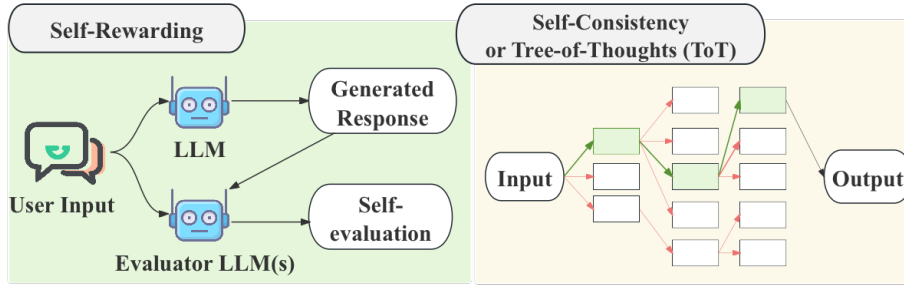 Self-Rewarding
Generated
Response
LLM
User Input
Self-
evaluation
Evaluator LLM(s)
Self-Consistency
or Tree-of-Thoughts (ToT)
Input
Output